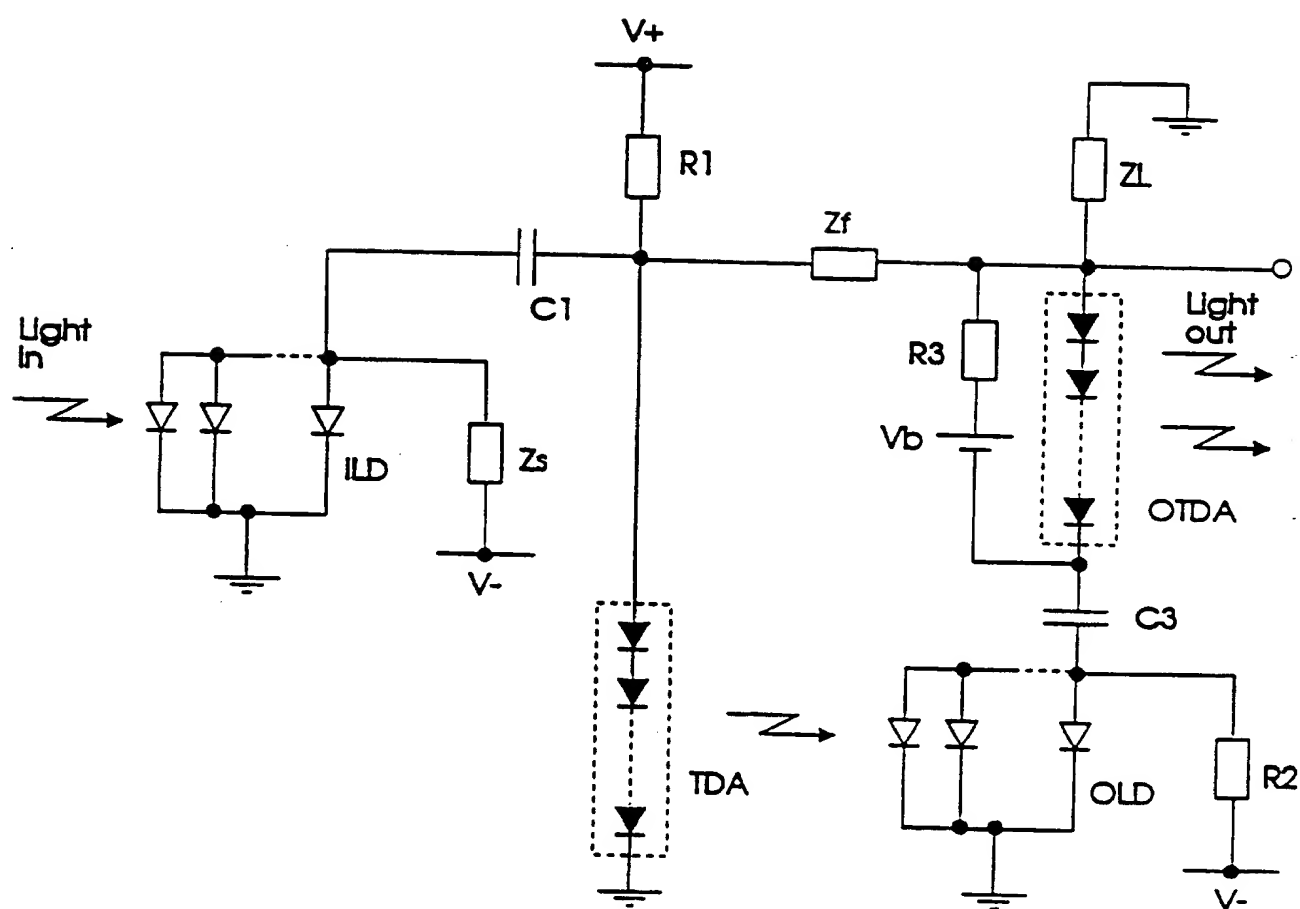 V+
R1
ZL
Zf
C1
Light
in
Light
out
R3
Vb
ILD
Zs
V-
OTDA
C3
TDA
OLD
R2
V-